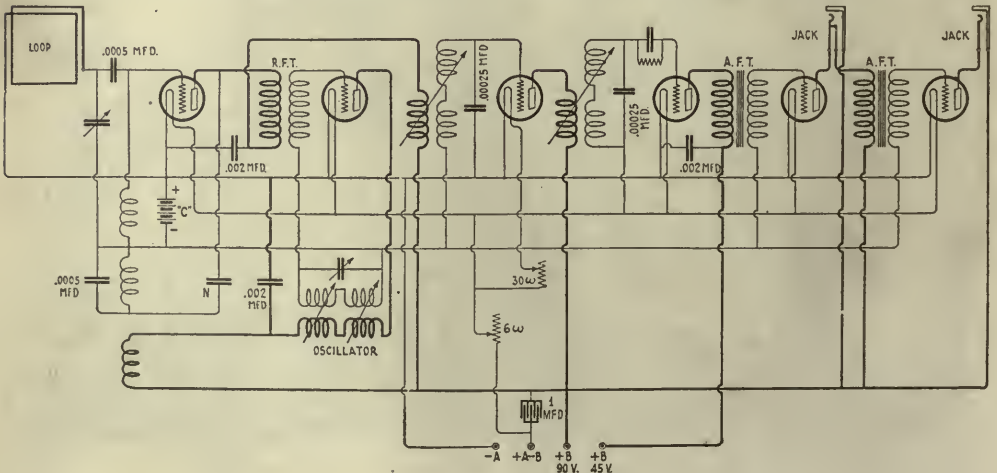 LOOP
.0005 MFD.
R.F.T.
.00025 MFD
.00025
MFD.
JACK
A.F.T.
JACK
A.F.T.
.002 MFD.
.002 MFD.
+
"C"
-
.0005
MFD
N
.002
MFD
30ω
6ω
OSCILLATOR
1
MFD
-A
+A-B
+B
90 V.
+B
45 V.